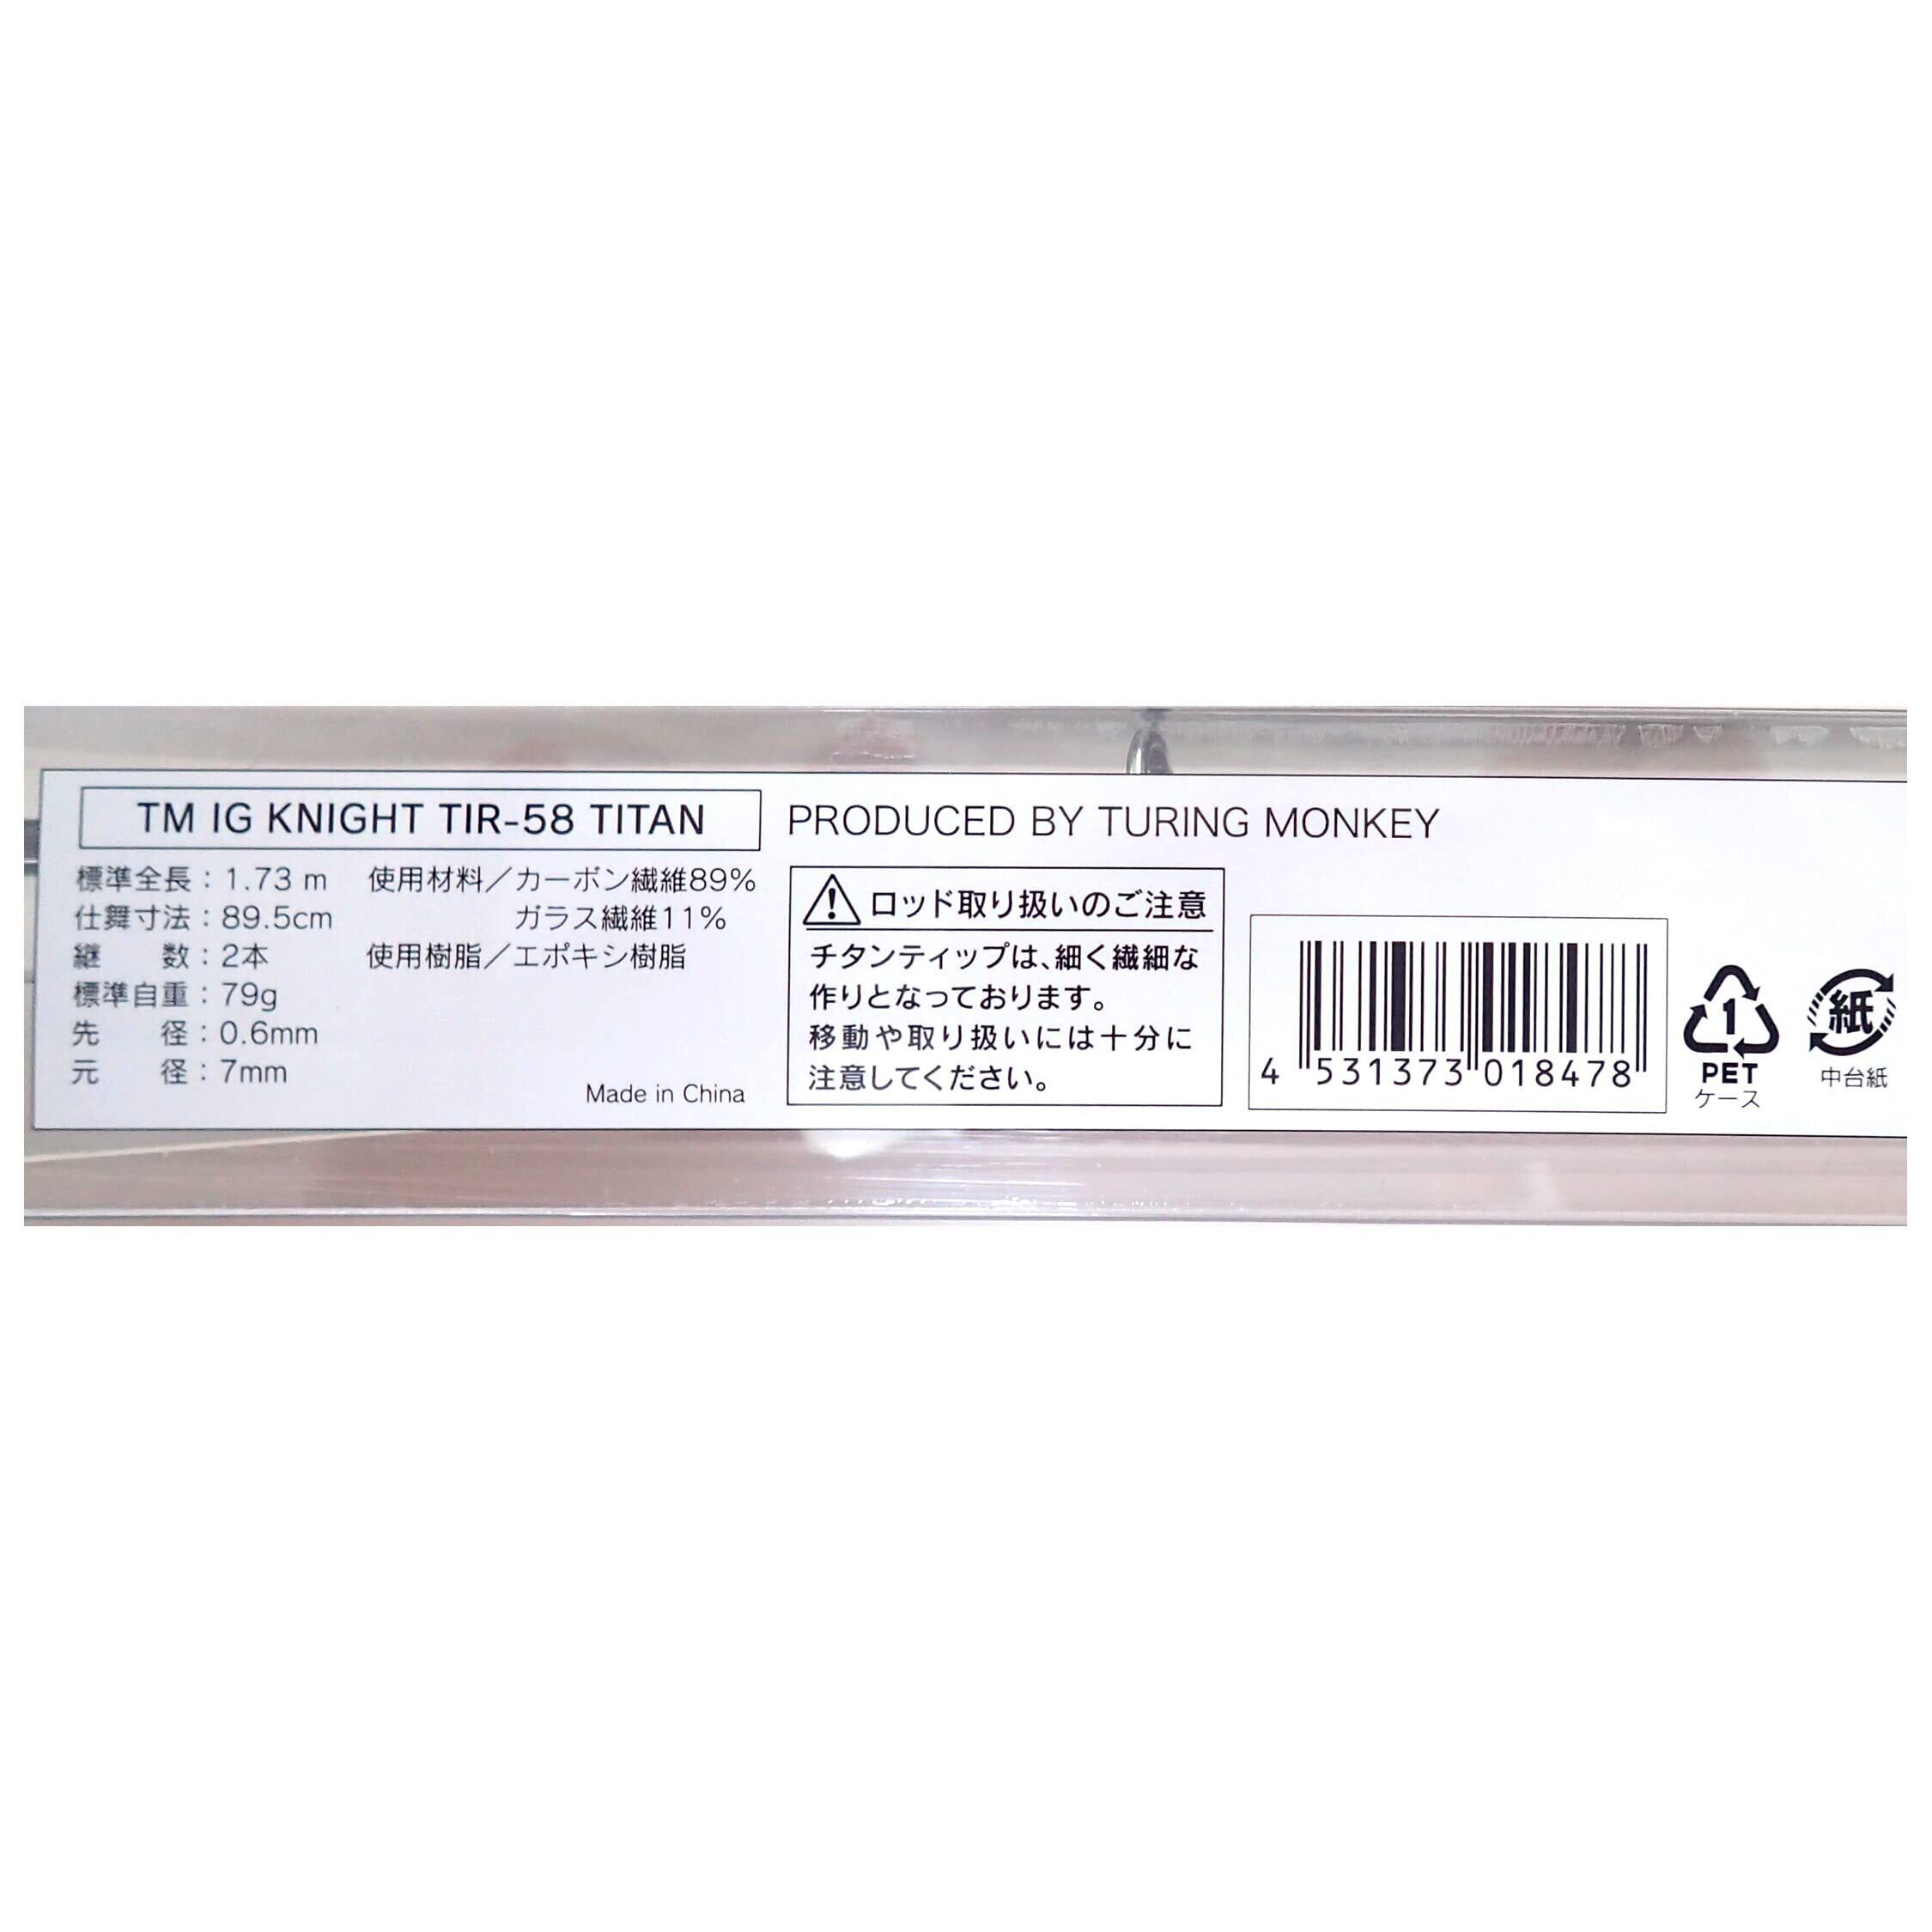 TM IG KNIGHT TIR-58 TITAN
標準全長：1.73 m
仕舞寸法：89.5cm
継　　数：2本
標準自重：79g
先　　径：0.6mm
元　　径：7mm
使用材料／カーボン繊維89%
ガラス繊維11%
使用樹脂／エポキシ樹脂
Made in China
PRODUCED BY TURING MONKEY
ロッド取り扱いのご注意
チタンティップは、細く繊細な
作りとなっております。
移動や取り扱いには十分に
注意してください。
4 531373 018478
1
PET
ケース
紙
中台紙